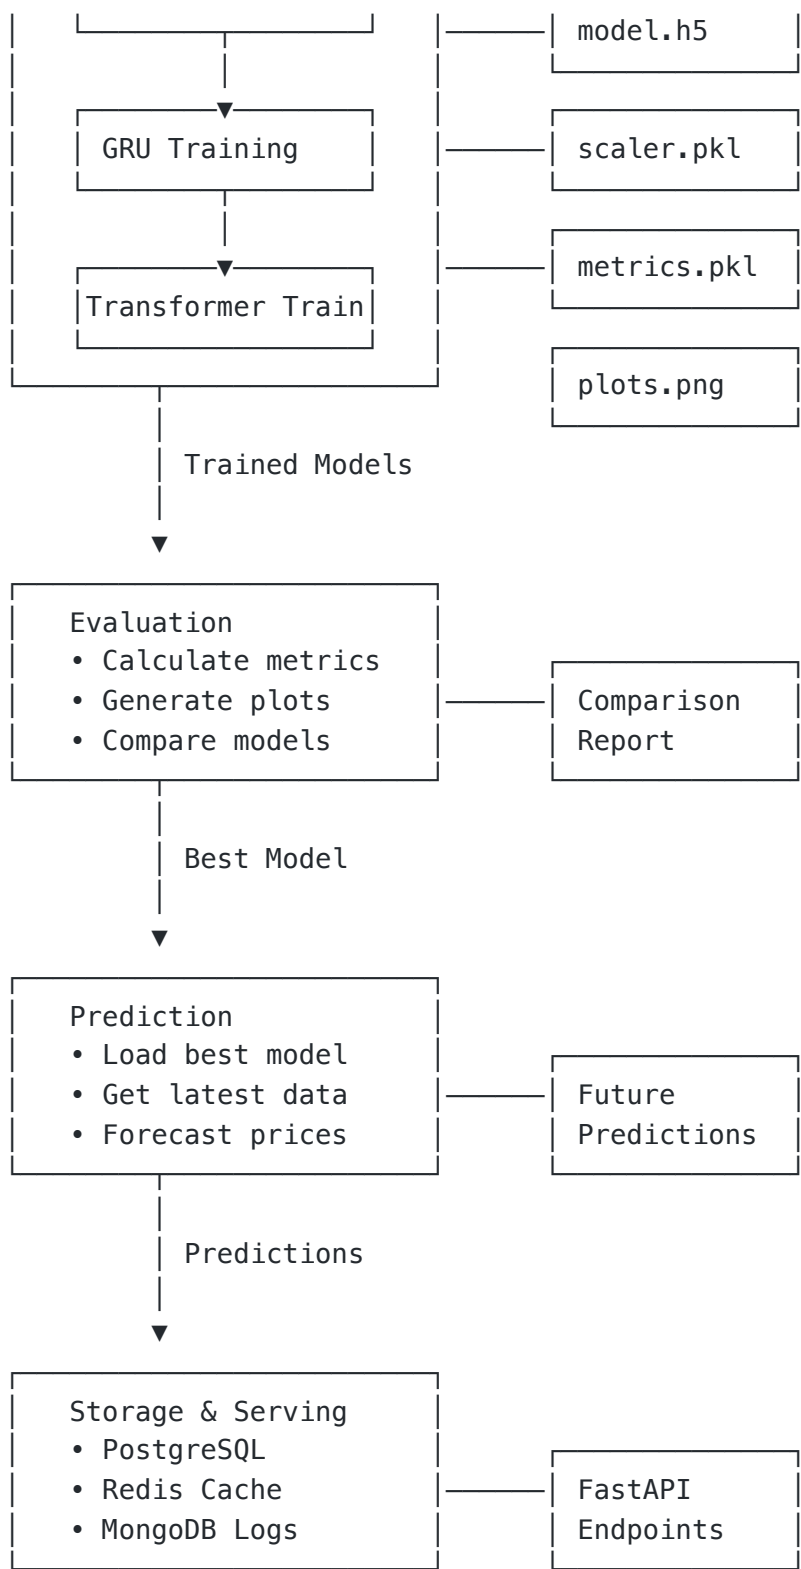 model.h5
GRU Training
scaler.pkl
metrics.pkl
Transformer Train
plots.png
Trained Models
Evaluation
• Calculate metrics
• Generate plots
• Compare models
Comparison
Report
Best Model
Prediction
• Load best model
• Get latest data
• Forecast prices
Future
Predictions
Predictions
Storage & Serving
• PostgreSQL
• Redis Cache
• MongoDB Logs
FastAPI
Endpoints